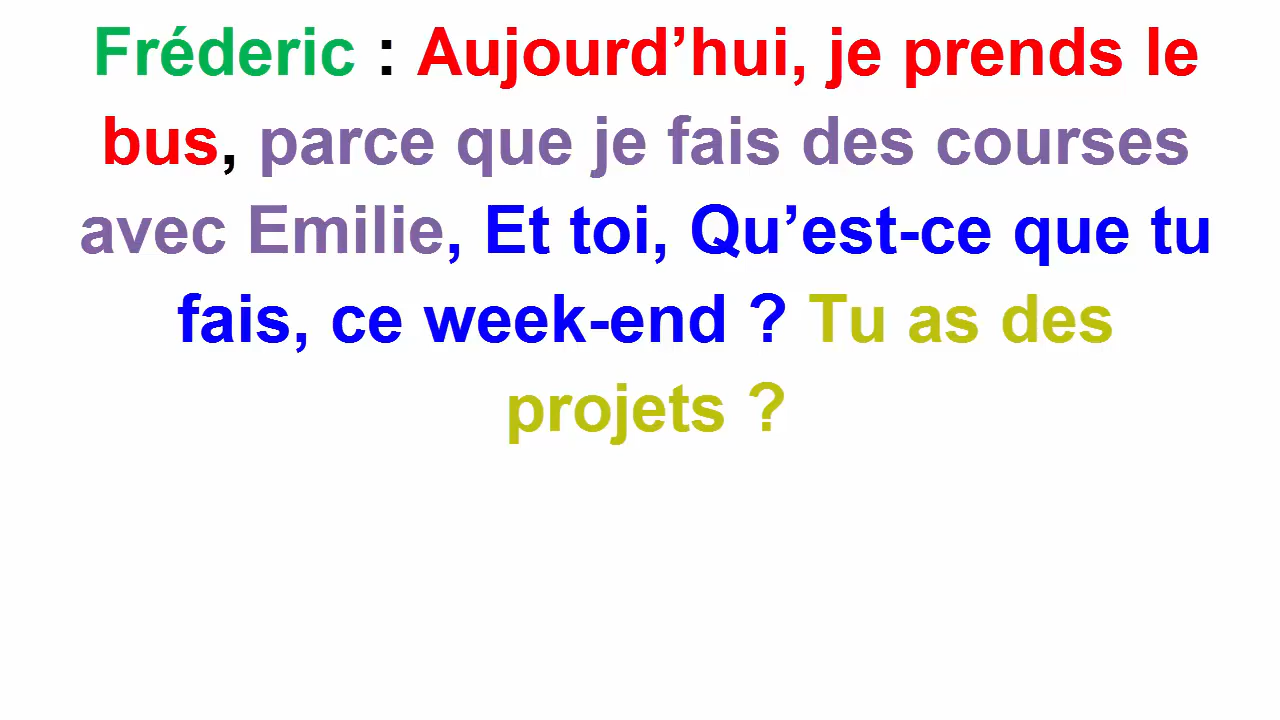 Fréderic : Aujourd’hui, je prends le
bus, parce que je fais des courses
avec Emilie, Et toi, Qu’est-ce que tu
fais, ce week-end ? Tu as des
projets ?